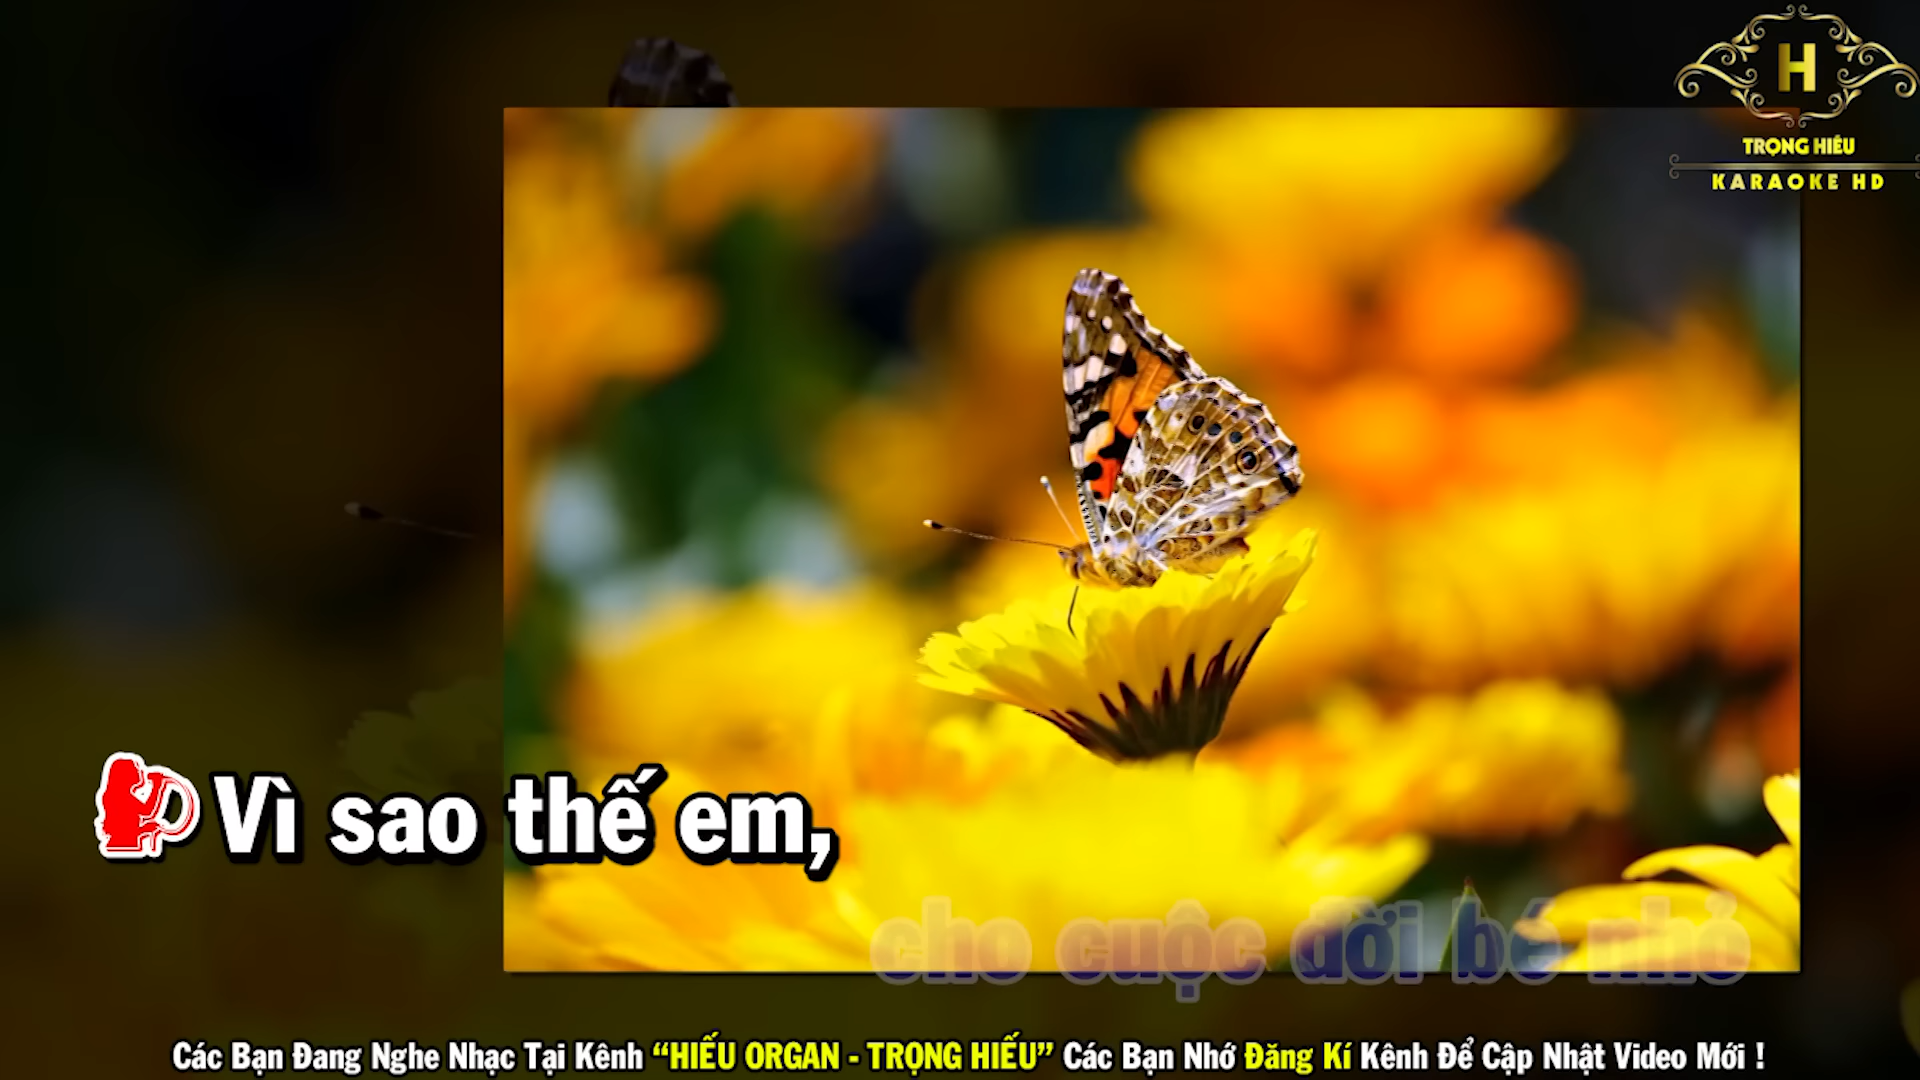 H
TRỌNG HIẾU
KARAOKE HD
Vì sao thế em,
cho cuộc đời bé nhỏ
Các Bạn Đang Nghe Nhạc Tại Kênh “HIẾU ORGAN - TRỌNG HIẾU” Các Bạn Nhớ Đăng Kí Kênh Để Cập Nhật Video Mới !